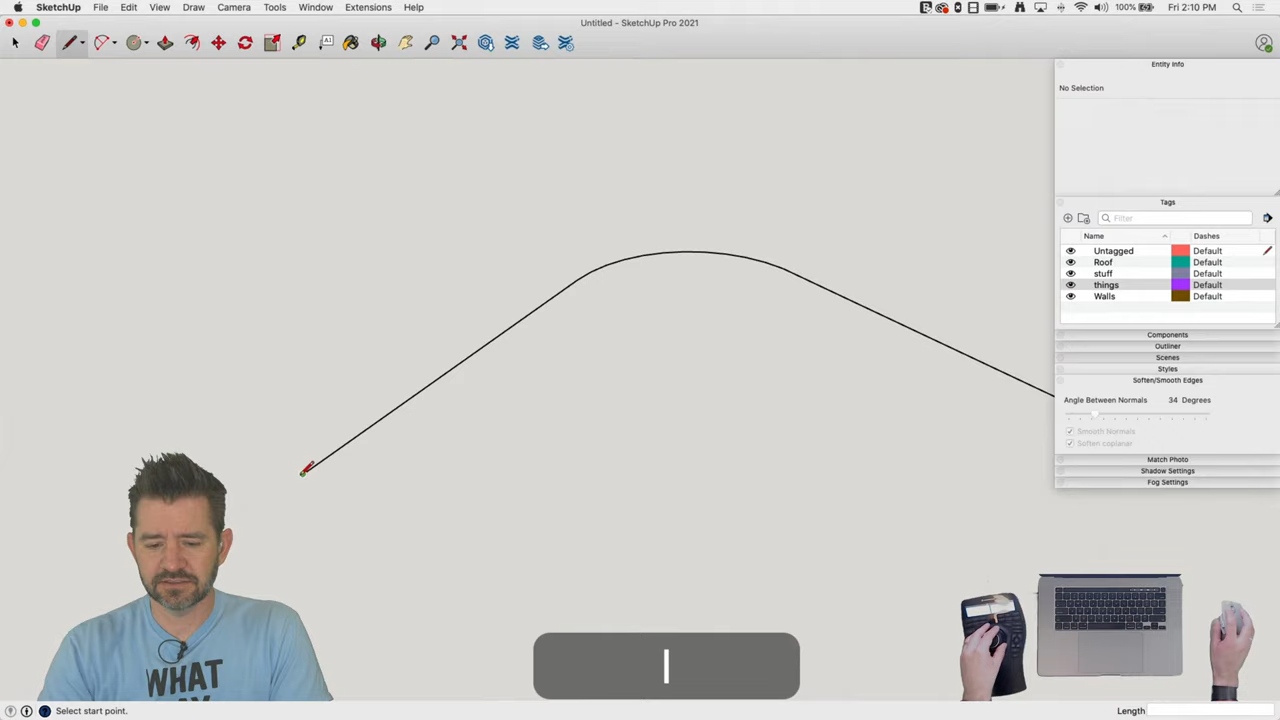 SketchUp File Edit View Draw Camera Tools Window Extensions Help 100% Fri 2:10 PM
Untitled - SketchUp Pro 2021
Entity Info
No Selection
Tags
Filter
Name Dashes
Untagged Default
Roof Default
stuff Default
things Default
Walls Default
Components
Outliner
Scenes
Styles
Soften/Smooth Edges
Angle Between Normals 34 Degrees
Smooth Normals
Soften coplanar
Match Photo
Shadow Settings
Fog Settings
WHAT
l
Select start point. Length